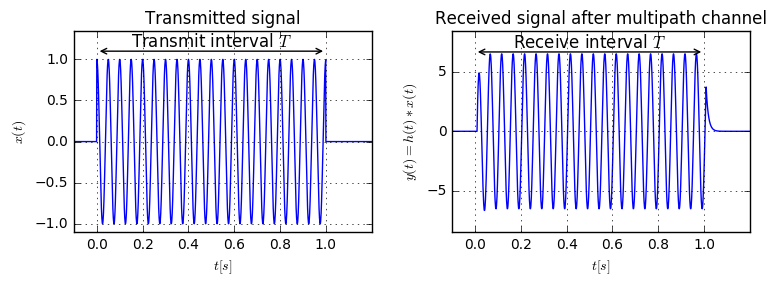 Transmitted signal
Transmit interval T
1.0
0.5
0.0
−0.5
−1.0
x(t)
0.0 0.2 0.4 0.6 0.8 1.0
t[s]
Received signal after multipath channel
Receive interval T
5
0
−5
y(t) = h(t) * x(t)
0.0 0.2 0.4 0.6 0.8 1.0
t[s]